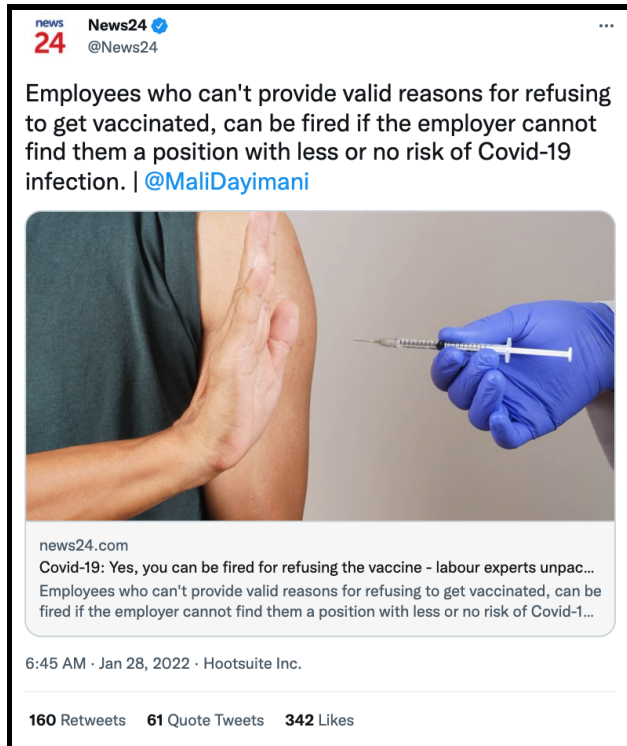 news
24
News24
@News24
Employees who can't provide valid reasons for refusing
to get vaccinated, can be fired if the employer cannot
find them a position with less or no risk of Covid-19
infection. | @MaliDayimani
news24.com
Covid-19: Yes, you can be fired for refusing the vaccine - labour experts unpac...
Employees who can't provide valid reasons for refusing to get vaccinated, can be
fired if the employer cannot find them a position with less or no risk of Covid-1...
6:45 AM · Jan 28, 2022 · Hootsuite Inc.
160 Retweets 61 Quote Tweets 342 Likes